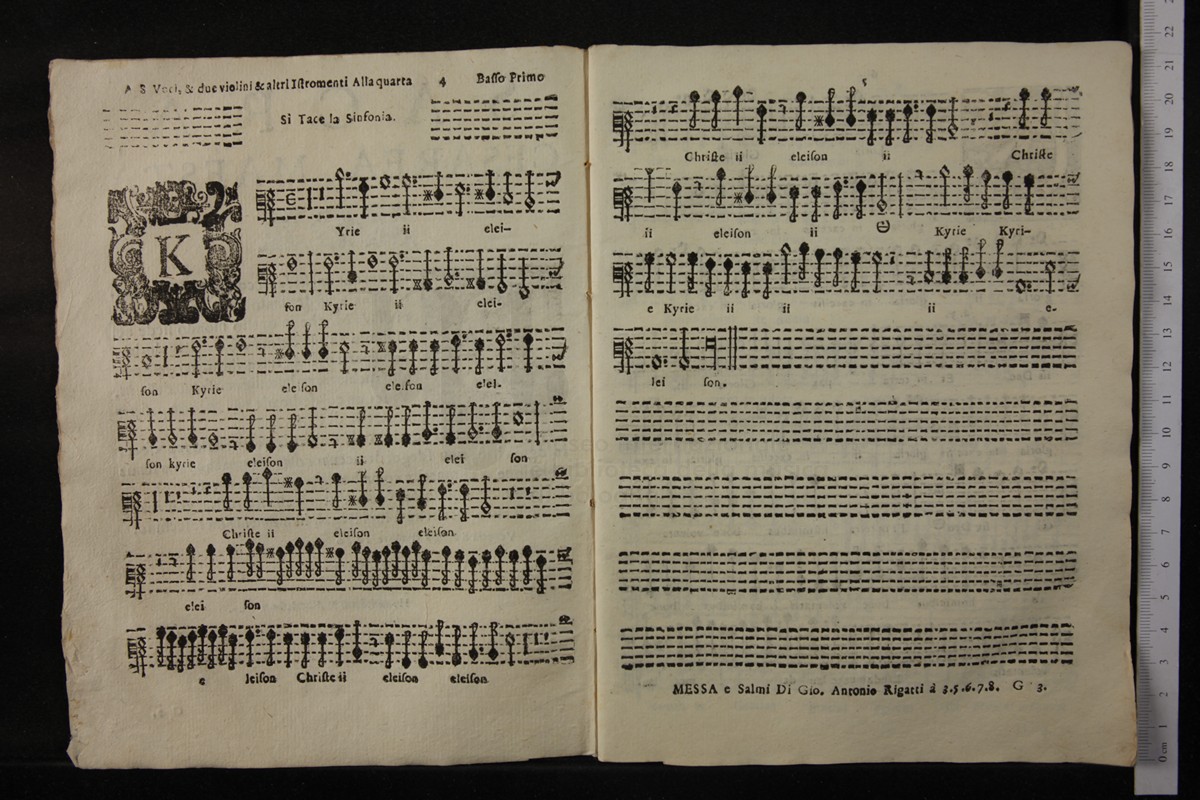 A 8 Voci, & due violini & altri Iſtromenti Alla quarta 4 Baſſo Primo
Si Tace la Sinfonia.
K
Yrie ii elei-
ſon Kyrie ii elei-
ſon Kyrie eleiſon eleiſon elei-
ſon kyrie eleiſon ii elei ſon
Chriſte ii eleiſon eleiſon
elei ſon
e leiſon Chriſte ii eleiſon eleiſon
5
Chriſte ii eleiſon ii Chriſte
ii eleiſon ii Kyrie Kyri-
e Kyrie ii ii ii e-
lei ſon.
MESSA e Salmi Di Gio. Antonio Rigatti à 3.5.6.7.8. G 3.